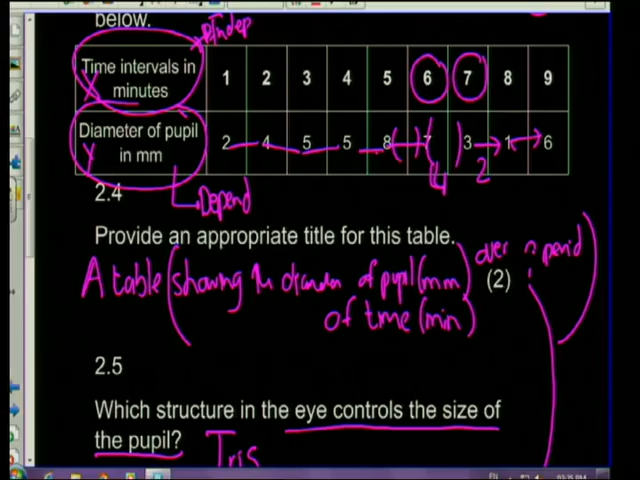 below.
Indep
Time intervals in minutes 1 2 3 4 5 6 7 8 9
X
Diameter of pupil in mm 2 4 5 5 8 7 3 1 6
Y
4 2
2.4
Depend
Provide an appropriate title for this table.
over a period
A table (showing the diameter of pupil (mm) (2)
of time (min)
2.5
Which structure in the eye controls the size of
the pupil? Iris